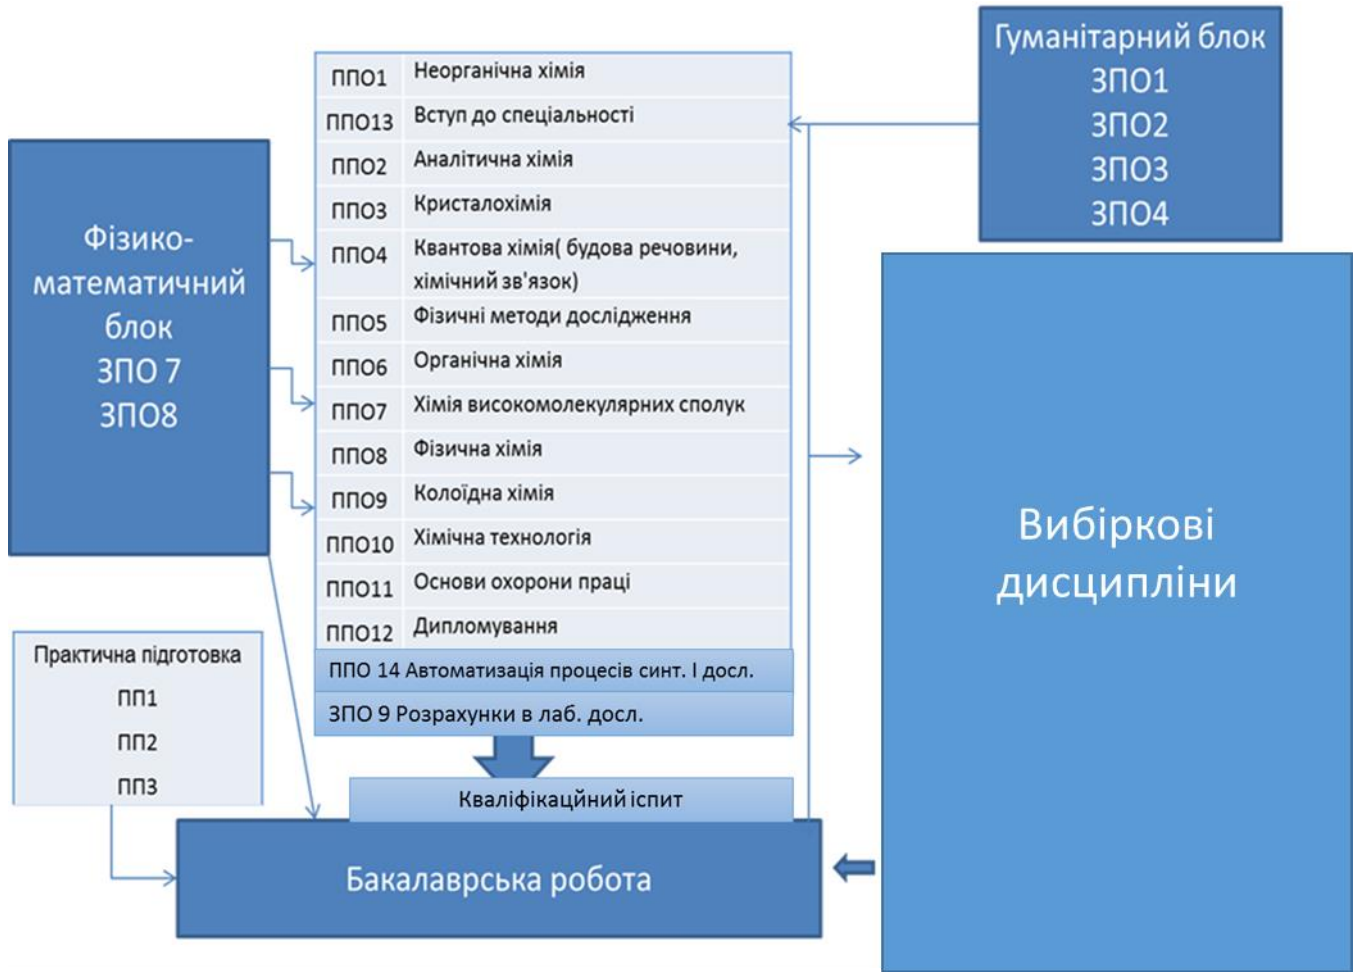 Гуманітарний блок
ЗПО1
ЗПО2
ЗПО3
ЗПО4
Фізико-
математичний
блок
ЗПО 7
ЗПО8
ППО1 Неорганічна хімія
ППО13 Вступ до спеціальності
ППО2 Аналітична хімія
ППО3 Кристалохімія
ППО4 Квантова хімія( будова речовини,
хімічний зв'язок)
ППО5 Фізичні методи дослідження
ППО6 Органічна хімія
ППО7 Хімія високомолекулярних сполук
ППО8 Фізична хімія
ППО9 Колоїдна хімія
ППО10 Хімічна технологія
ППО11 Основи охорони праці
ППО12 Дипломування
ППО 14 Автоматизація процесів синт. І досл.
ЗПО 9 Розрахунки в лаб. досл.
Вибіркові
дисципліни
Практична підготовка
ПП1
ПП2
ПП3
Кваліфікаційний іспит
Бакалаврська робота